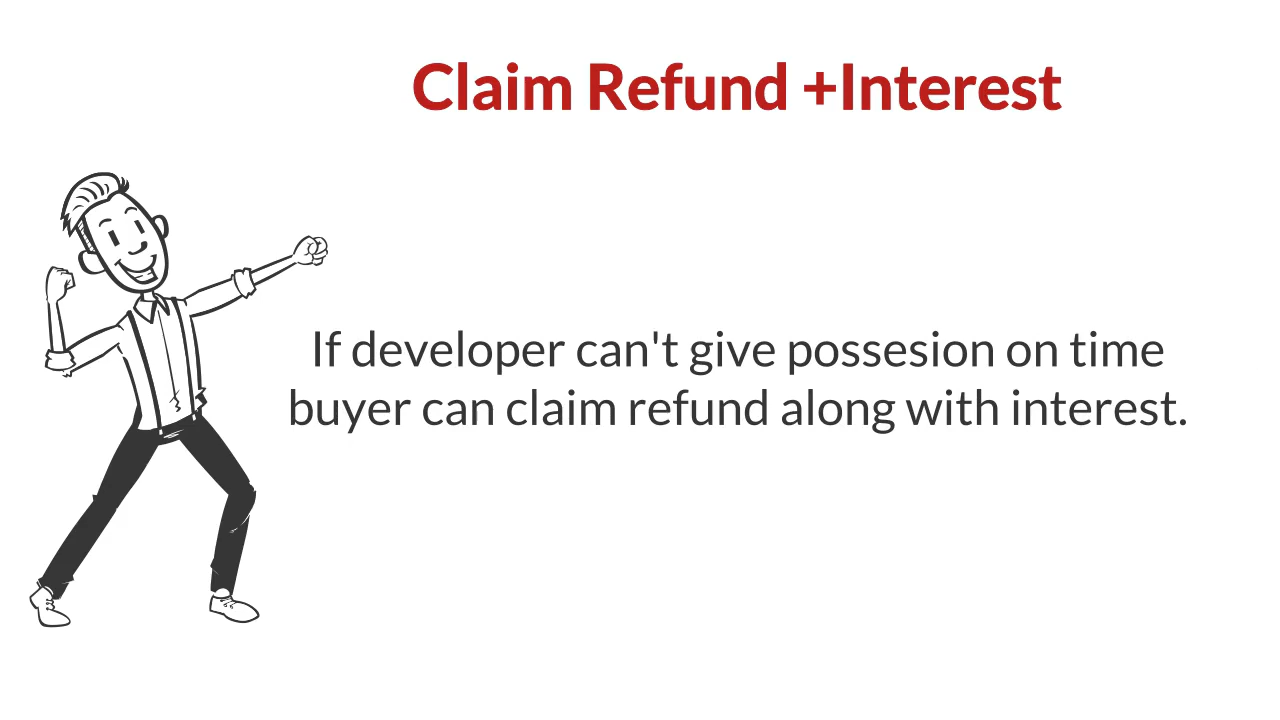 Claim Refund +Interest
If developer can't give possesion on time
buyer can claim refund along with interest.